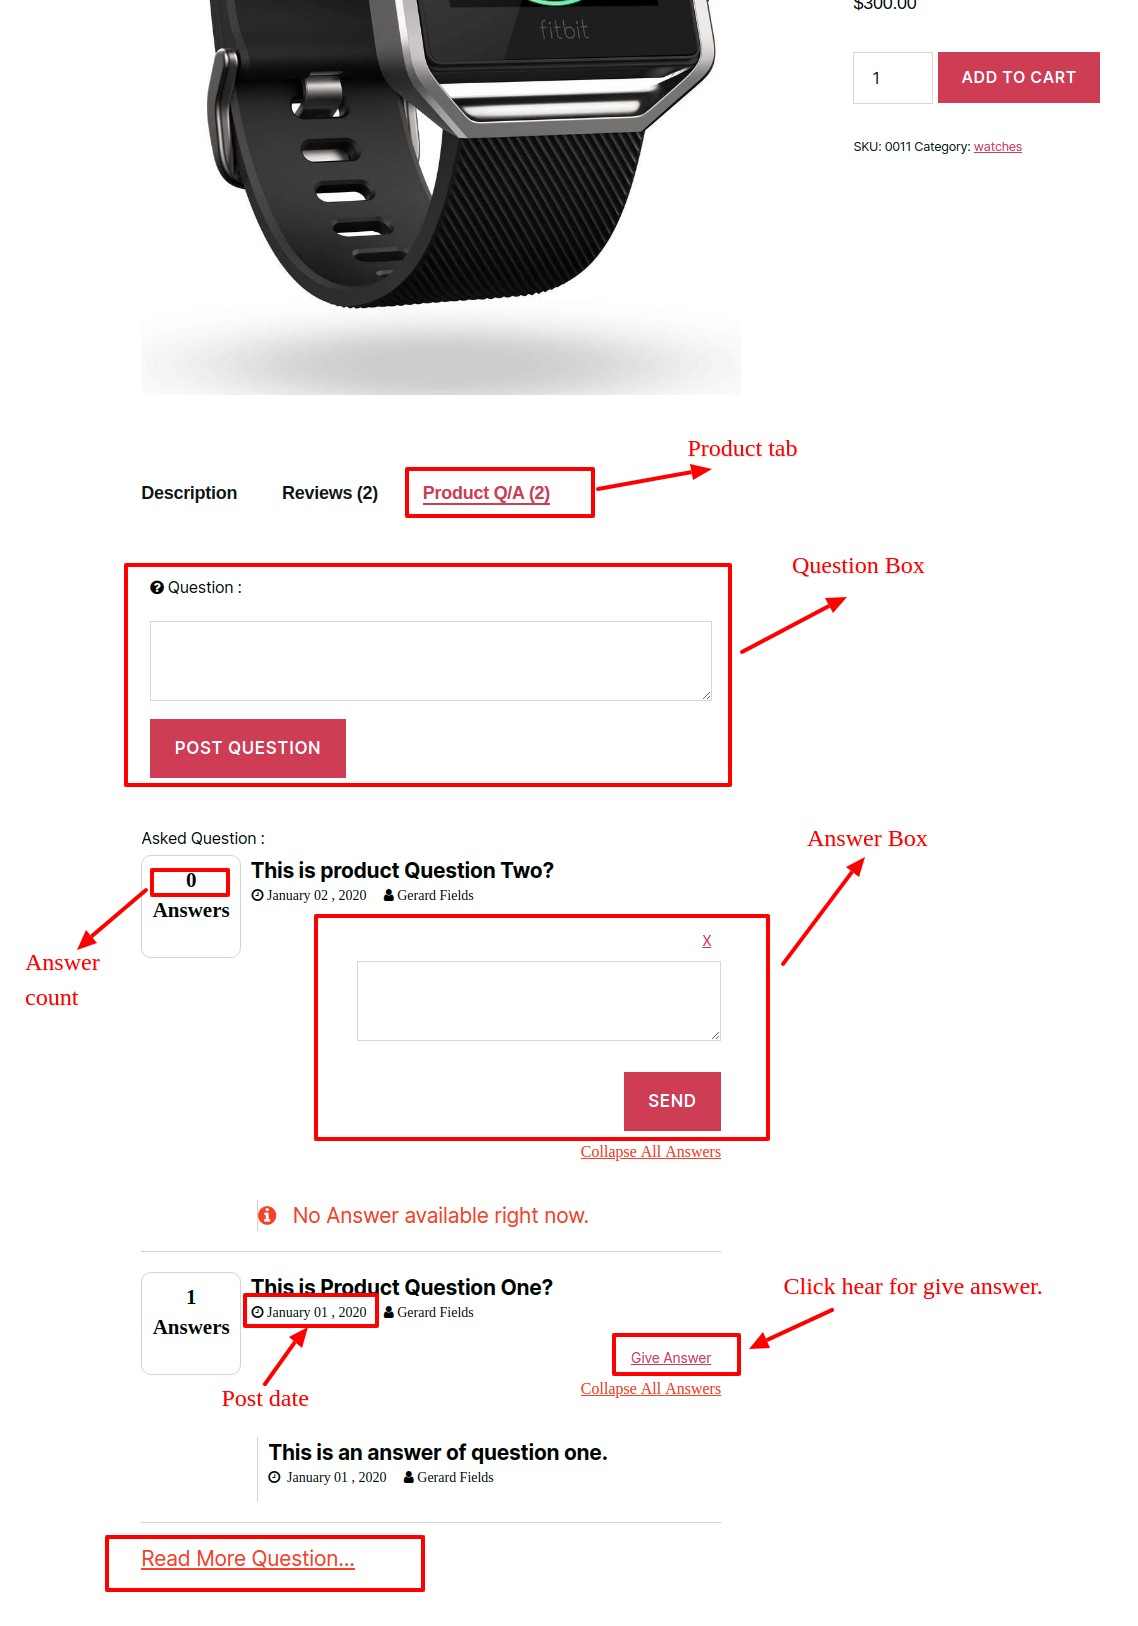 fitbit
$300.00
1
ADD TO CART
SKU: 0011 Category: watches
Product tab
Description
Reviews (2)
Product Q/A (2)
Question Box
Question :
POST QUESTION
Asked Question :
Answer Box
0
Answers
This is product Question Two?
January 02 , 2020
Gerard Fields
Answer
count
X
SEND
Collapse All Answers
No Answer available right now.
1
Answers
This is Product Question One?
January 01 , 2020
Gerard Fields
Click hear for give answer.
Give Answer
Collapse All Answers
Post date
This is an answer of question one.
January 01 , 2020
Gerard Fields
Read More Question...